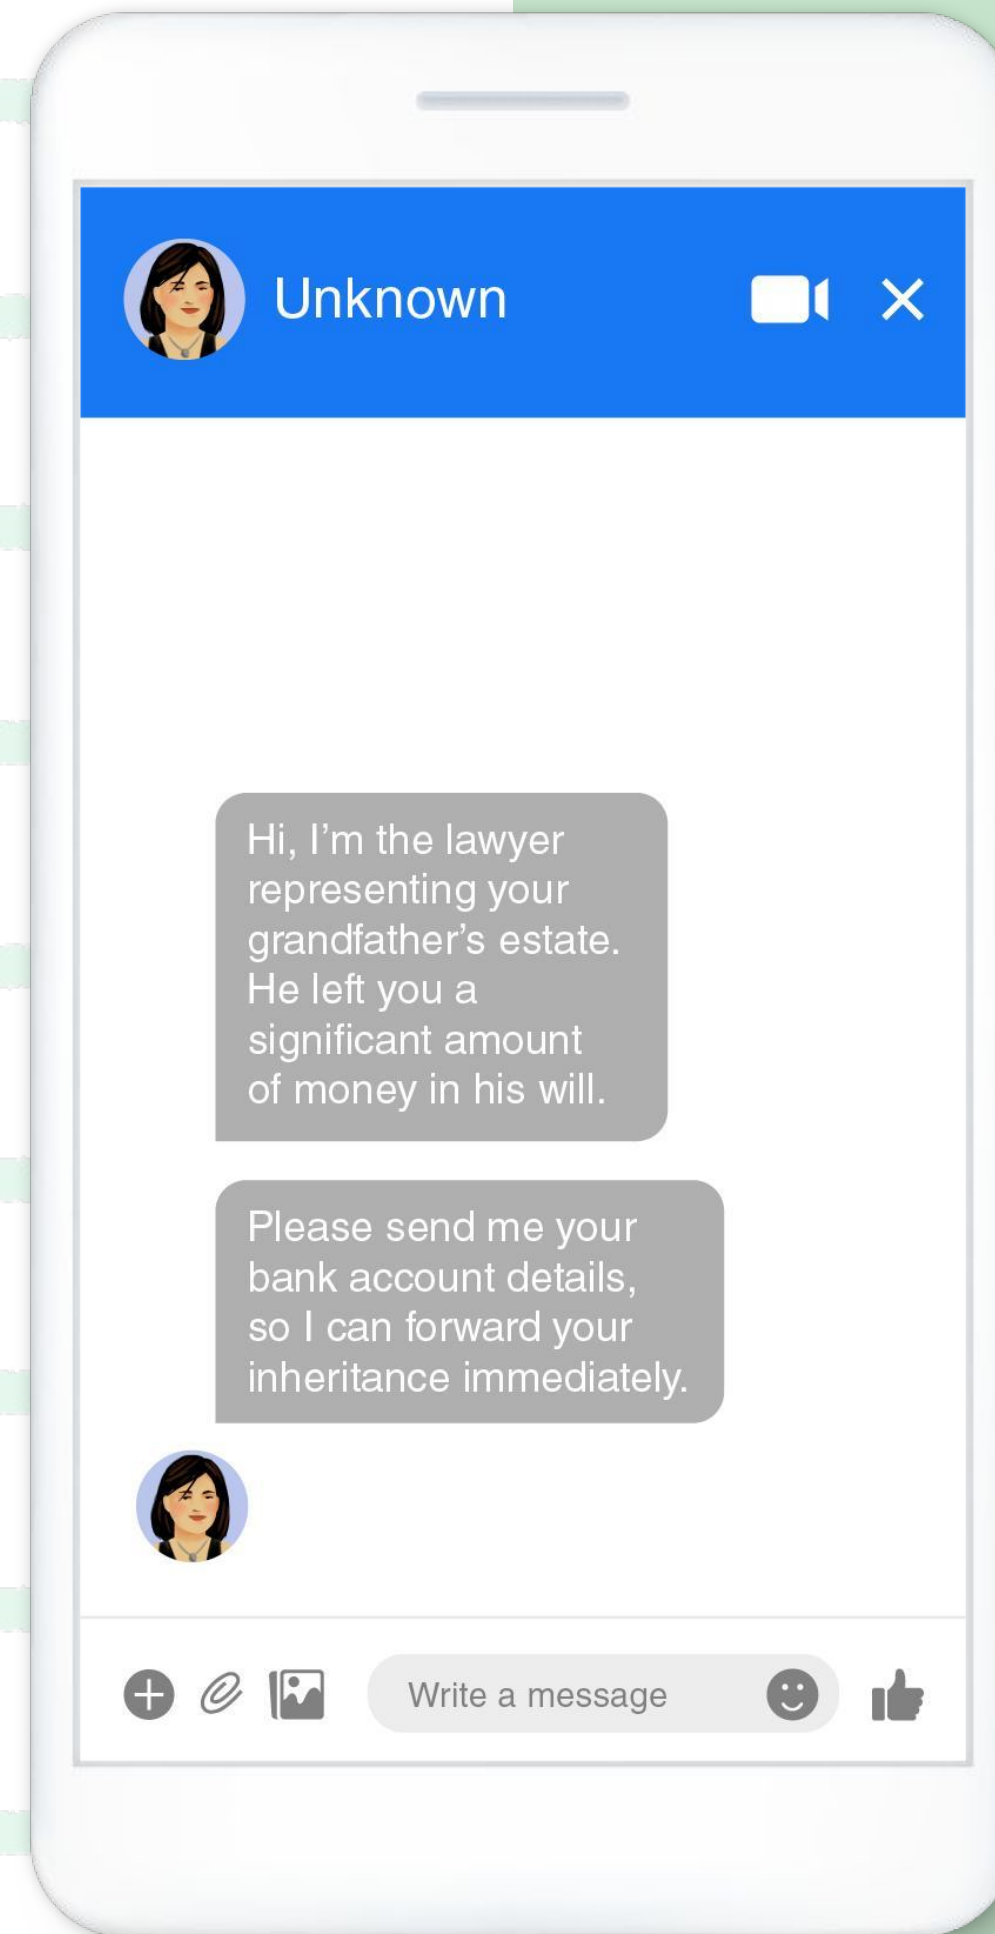 Unknown
Hi, I’m the lawyer
representing your
grandfather’s estate.
He left you a
significant amount
of money in his will.
Please send me your
bank account details,
so I can forward your
inheritance immediately.
Write a message